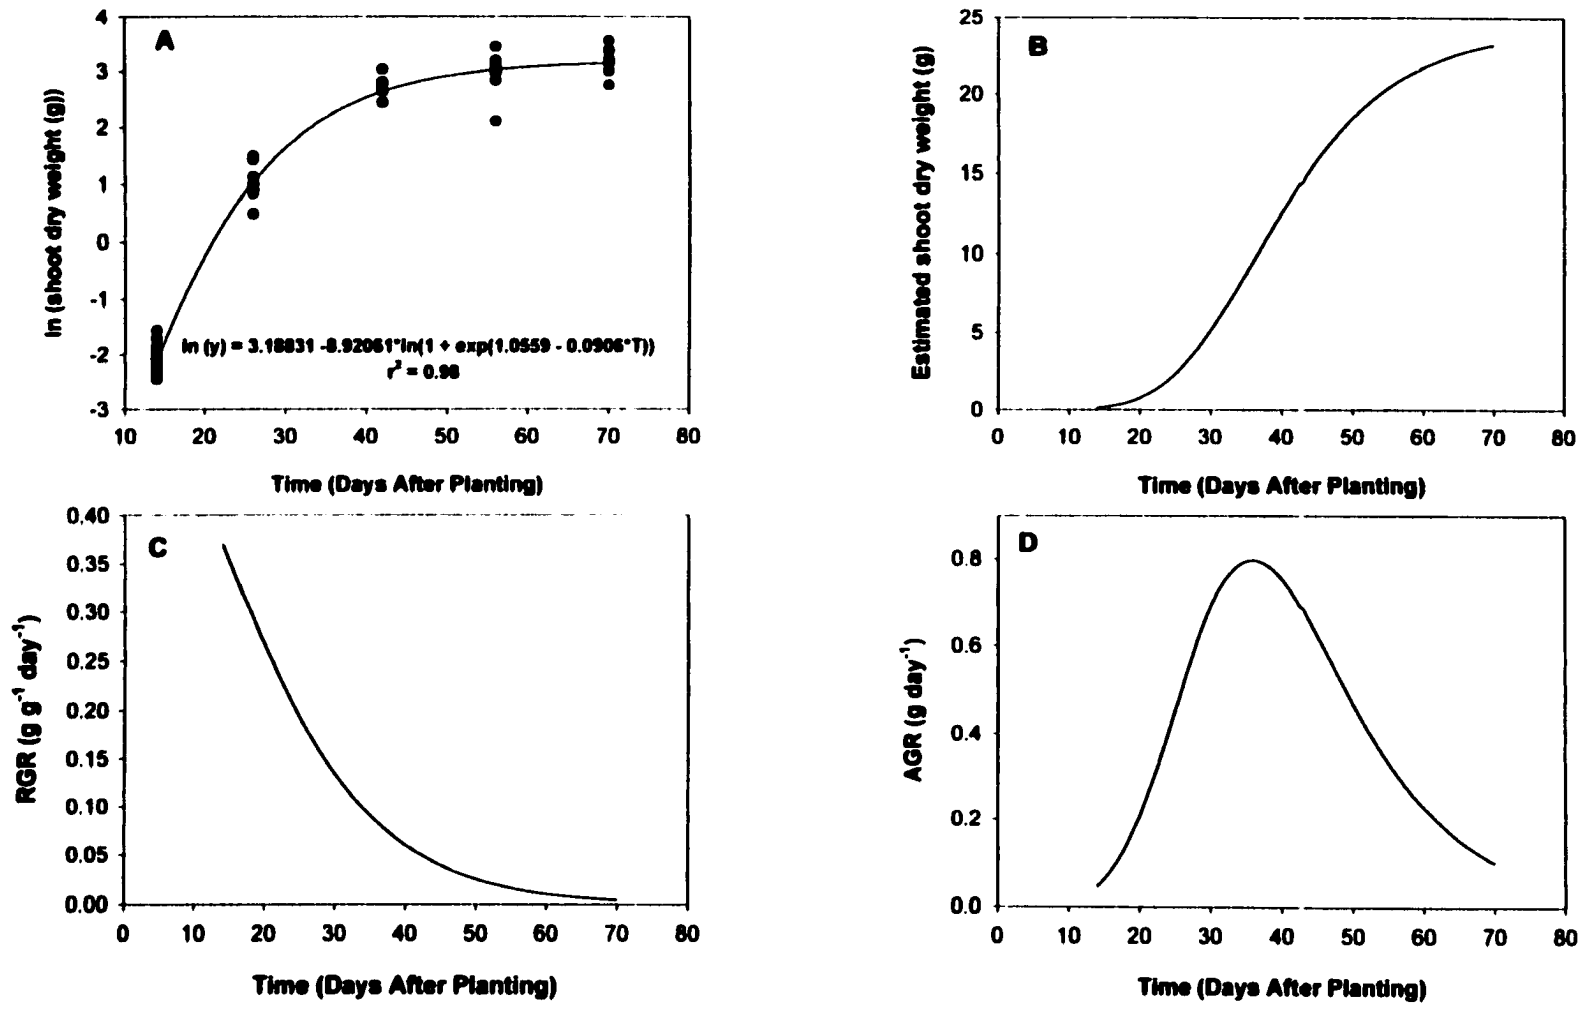 A
ln (shoot dry weight (g))
4
3
2
1
0
-1
-2
-3
ln (y) = 3.18831 -8.92061*ln(1 + exp(1.0559 - 0.0906*T))
r² = 0.98
10 20 30 40 50 60 70 80
Time (Days After Planting)
B
Estimated shoot dry weight (g)
25
20
15
10
5
0
0 10 20 30 40 50 60 70 80
Time (Days After Planting)
C
RGR (g g⁻¹ day⁻¹)
0.40
0.35
0.30
0.25
0.20
0.15
0.10
0.05
0.00
0 10 20 30 40 50 60 70 80
Time (Days After Planting)
D
AGR (g day⁻¹)
0.8
0.6
0.4
0.2
0.0
0 10 20 30 40 50 60 70 80
Time (Days After Planting)